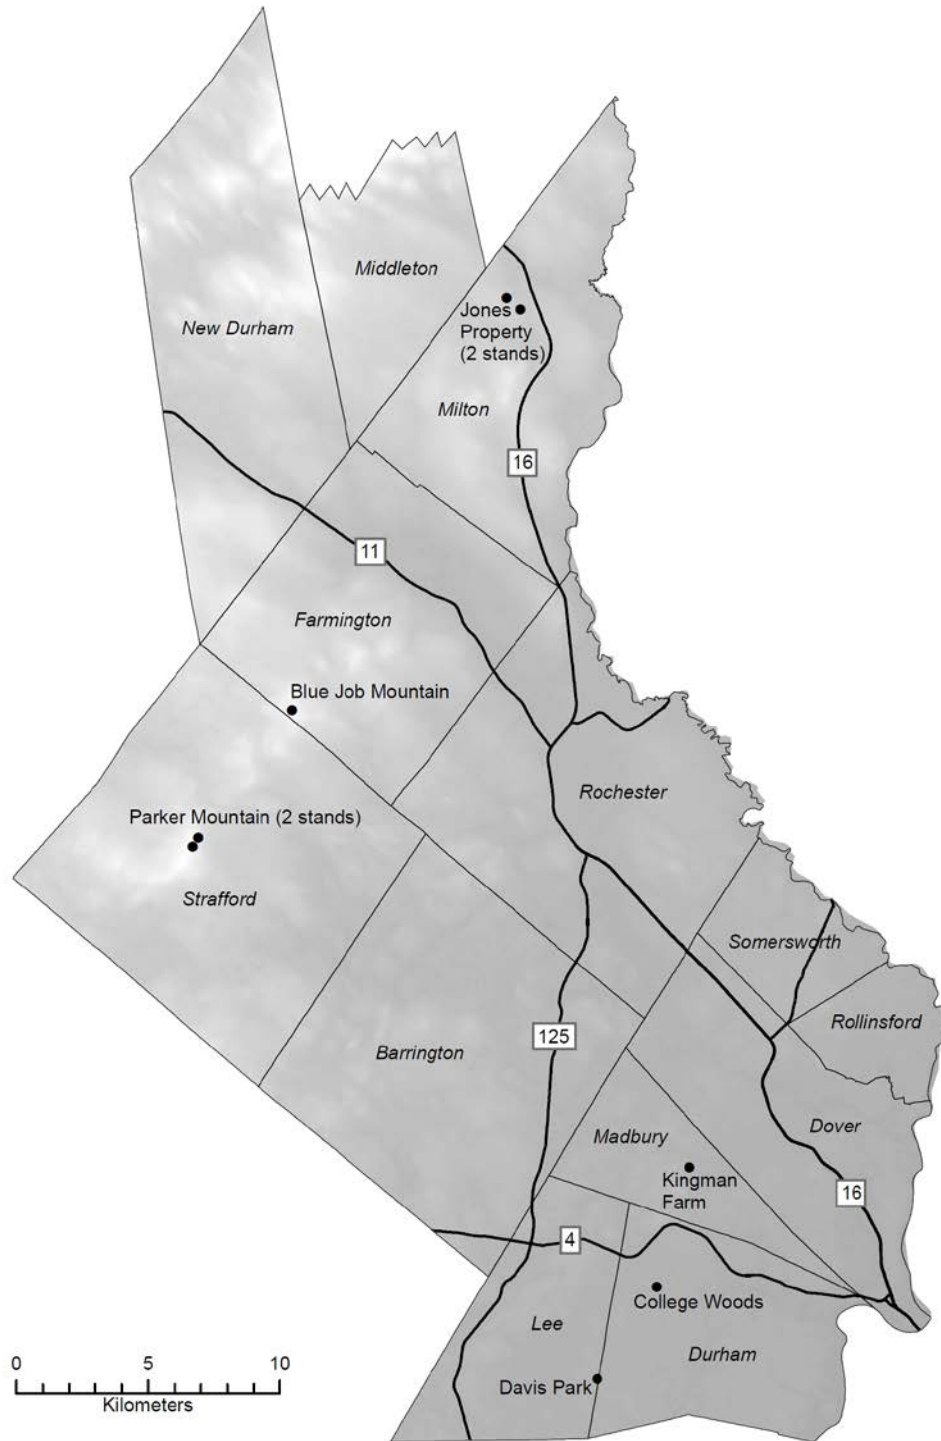 Middleton
New Durham
Jones
Property
(2 stands)
Milton
16
11
Farmington
Blue Job Mountain
Rochester
Parker Mountain (2 stands)
Strafford
Somersworth
Rollinsford
125
Barrington
Dover
Madbury
Kingman
Farm
16
4
College Woods
Lee
Durham
Davis Park
0 5 10
Kilometers